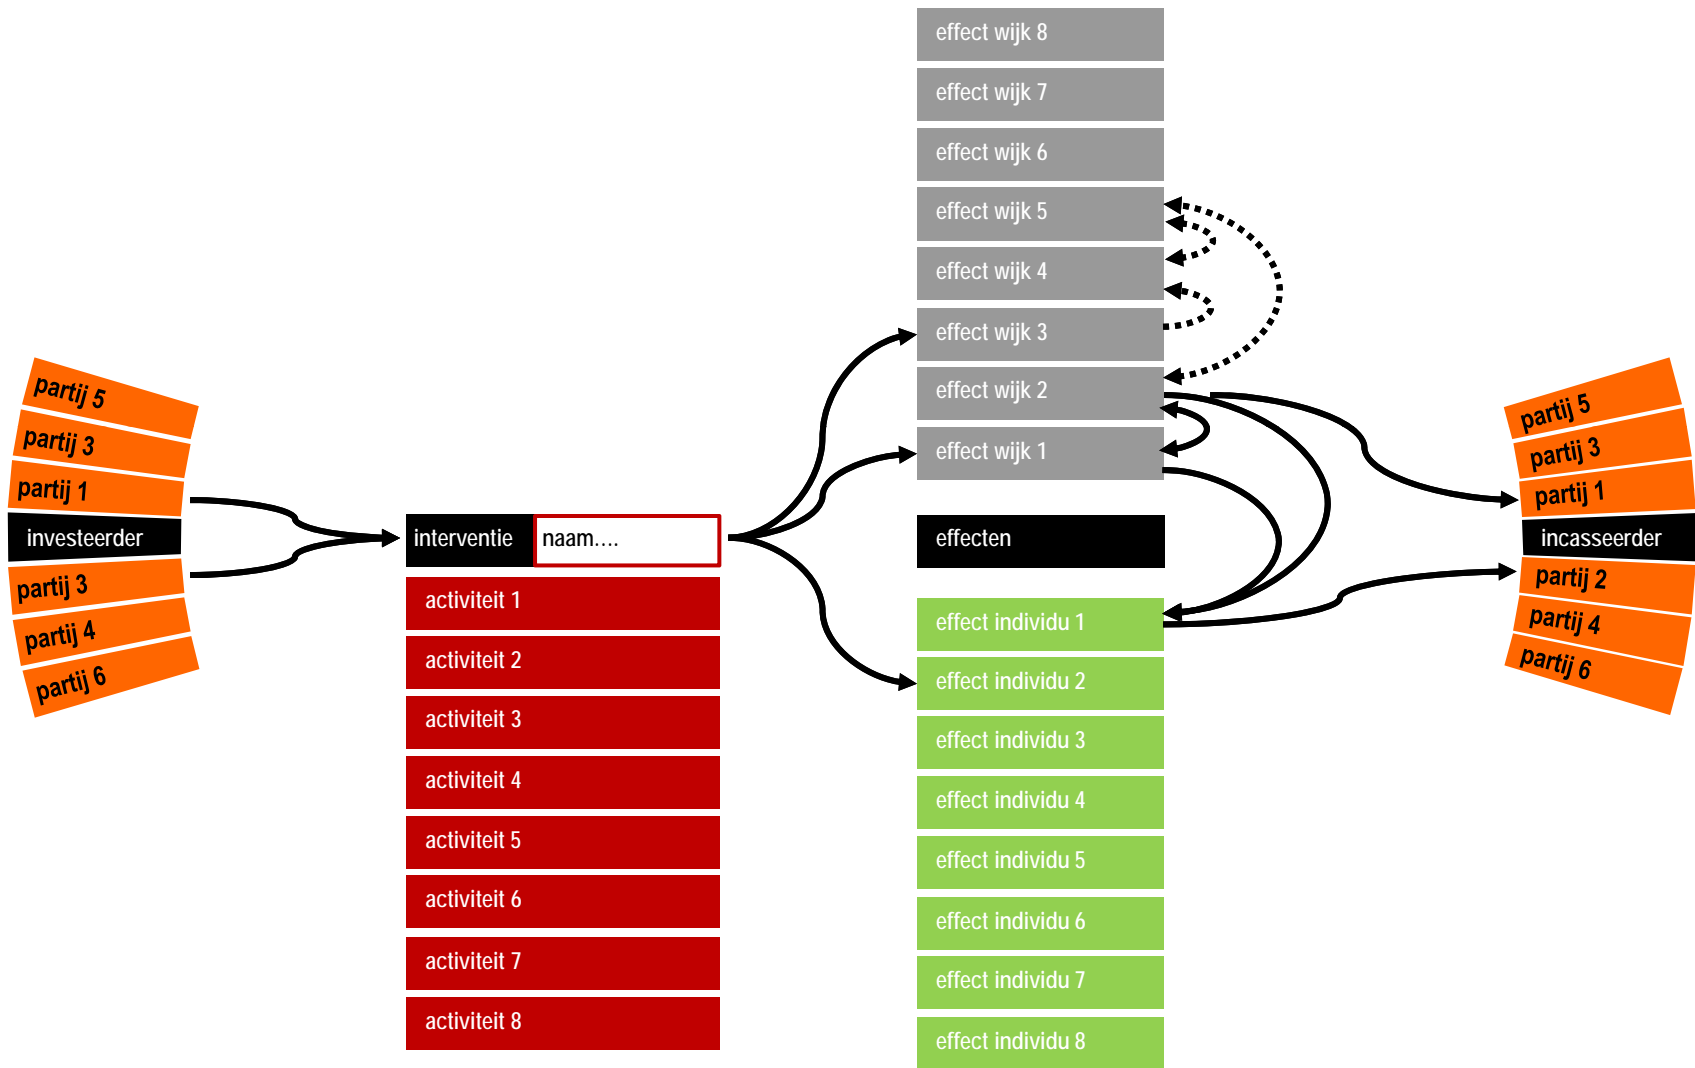 partij 5
partij 3
partij 1
investeerder
partij 3
partij 4
partij 6
interventie
naam....
activiteit 1
activiteit 2
activiteit 3
activiteit 4
activiteit 5
activiteit 6
activiteit 7
activiteit 8
effect wijk 8
effect wijk 7
effect wijk 6
effect wijk 5
effect wijk 4
effect wijk 3
effect wijk 2
effect wijk 1
effecten
effect individu 1
effect individu 2
effect individu 3
effect individu 4
effect individu 5
effect individu 6
effect individu 7
effect individu 8
partij 5
partij 3
partij 1
incasseerder
partij 2
partij 4
partij 6